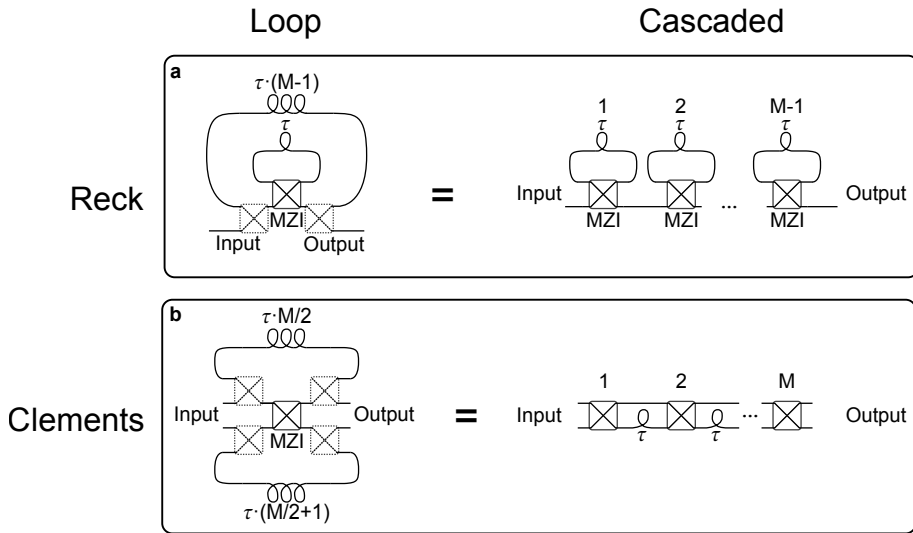 Loop Cascaded
a
τ·(M-1)
τ
MZI
Input Output
Reck
=
1 2 M-1
τ τ τ
Input ... Output
MZI MZI MZI
b
τ·M/2
Input Output
MZI
τ·(M/2+1)
Clements
=
1 2 M
Input ... Output
τ τ